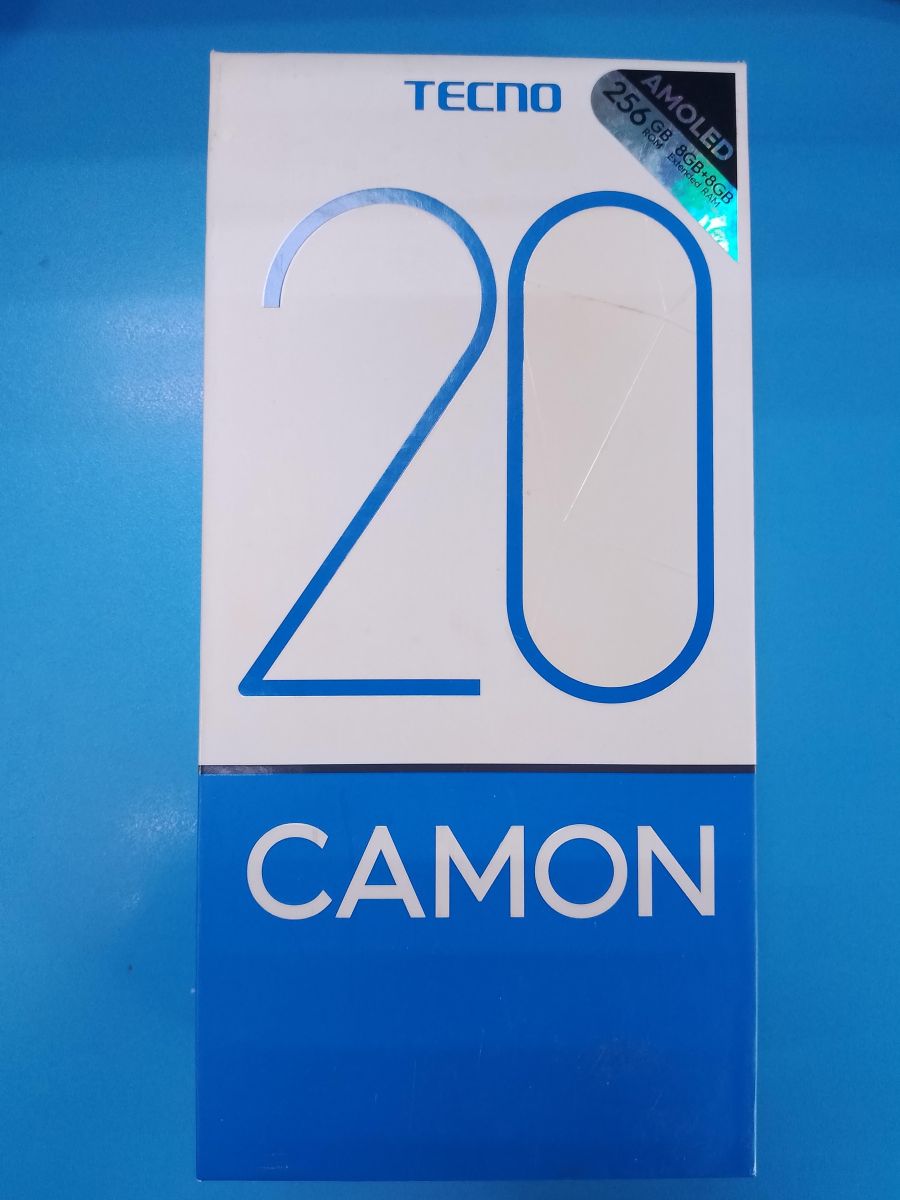 TECNO
AMOLED
256 GB ROM
8GB+8GB
Extended RAM
20
CAMON